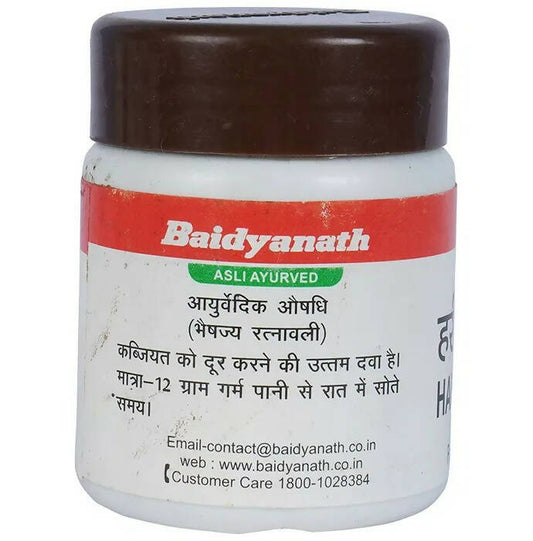 Baidyanath
ASLI AYURVED
आयुर्वेदिक औषधि
(भैषज्य रत्नावली)
कब्जियत को दूर करने की उत्तम दवा है।
मात्रा–12 ग्राम गर्म पानी से रात में सोते
समय।
Email-contact@baidyanath.co.in
web : www.baidyanath.co.in
Customer Care 1800-1028384